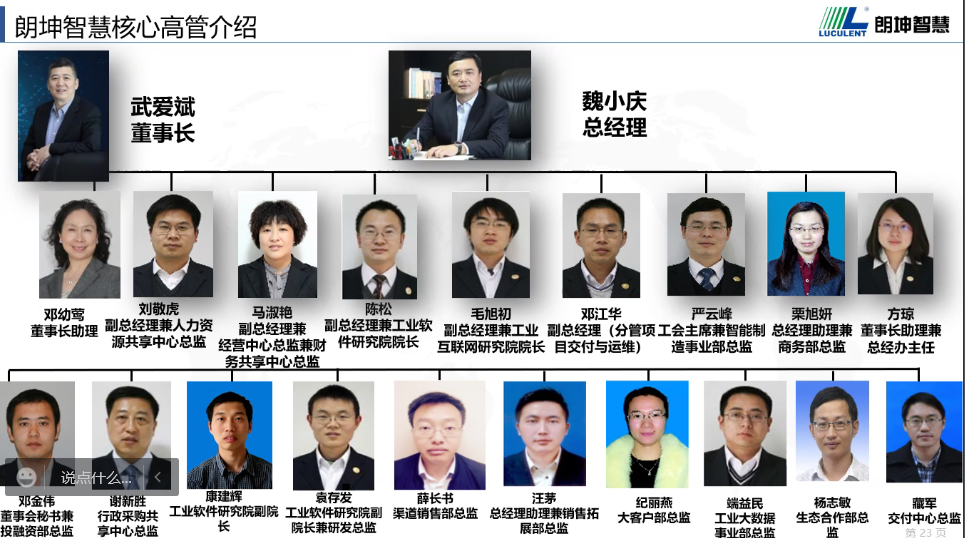 朗坤智慧核心高管介绍
LUCULENT
®
朗坤智慧
武爱斌
董事长
魏小庆
总经理
邓幼莺
董事长助理
刘敬虎
副总经理兼人力资
源共享中心总监
马淑艳
副总经理兼
经营中心总监兼财
务共享中心总监
陈松
副总经理兼工业软
件研究院院长
毛旭初
副总经理兼工业
互联网研究院院长
邓江华
副总经理（分管项
目交付与运维）
严云峰
工会主席兼智能制
造事业部总监
栗旭妍
总经理助理兼
商务部总监
方琼
董事长助理兼
总经办主任
说点什么...
邓金伟
董事会秘书兼
投融资部总监
谢新胜
行政采购共
享中心总监
康建辉
工业软件研究院副院
长
袁存发
工业软件研究院副
院长兼研发总监
薛长书
渠道销售部总监
汪茅
总经理助理兼销售拓
展部总监
纪丽燕
大客户部总监
端益民
工业大数据
事业部总监
杨志敏
生态合作部总
监
戴军
交付中心总监
第 23 页